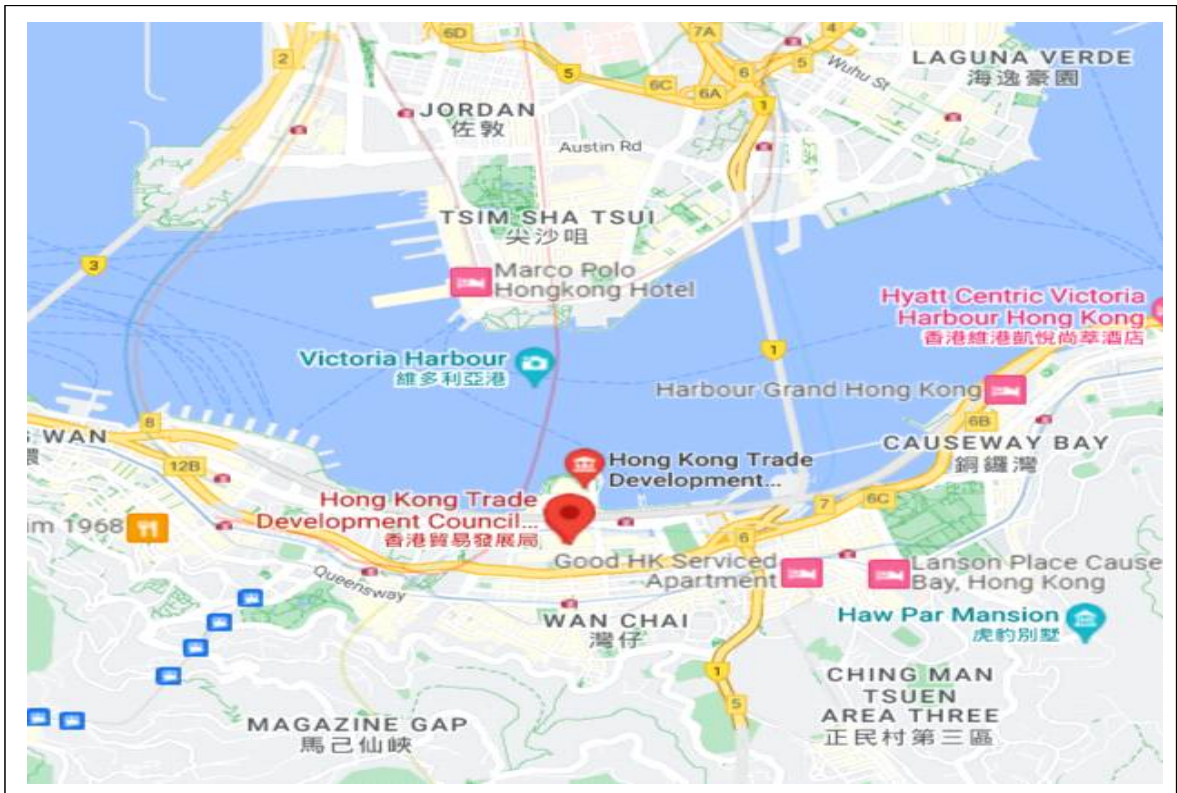 2
6D
7A
4
LAGUNA VERDE
海逸豪園
6
5
5
6C
6A
1
Wuhu St
JORDAN
佐敦
Austin Rd
TSIM SHA TSUI
尖沙咀
3
Marco Polo
Hongkong Hotel
Hyatt Centric Victoria
Harbour Hong Kong
香港維港凱悅尚萃酒店
1
Victoria Harbour
維多利亞港
Harbour Grand Hong Kong
8
6B
WAN
CAUSEWAY BAY
銅鑼灣
12B
Hong Kong Trade
Development...
Hong Kong Trade
Development Council...
香港貿易發展局
7
6C
im 1968
6
Good HK Serviced
Apartment
Lanson Place Cause
Bay, Hong Kong
Queensway
WAN CHAI
灣仔
Haw Par Mansion
虎豹別墅
1
5
CHING MAN
TSUEN
AREA THREE
正民村第三區
MAGAZINE GAP
馬己仙峽